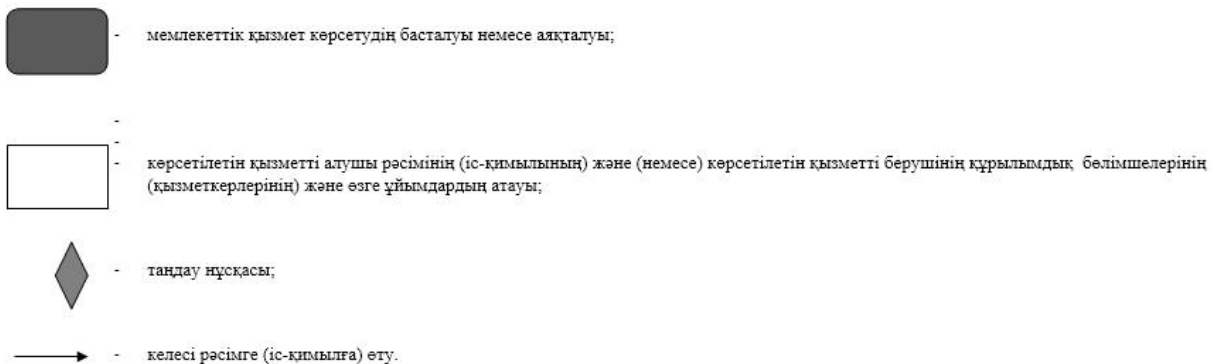 - мемлекеттік қызмет көрсетудің басталуы немесе аяқталуы;
-
-
- көрсетілетін қызметті алушы рәсімінің (іс-қимылының) және (немесе) көрсетілетін қызметті берушінің құрылымдық бөлімшелерінің
(қызметкерлерінің) және өзге ұйымдардың атауы;
- таңдау нұсқасы;
- келесі рәсімге (іс-қимылға) өту.